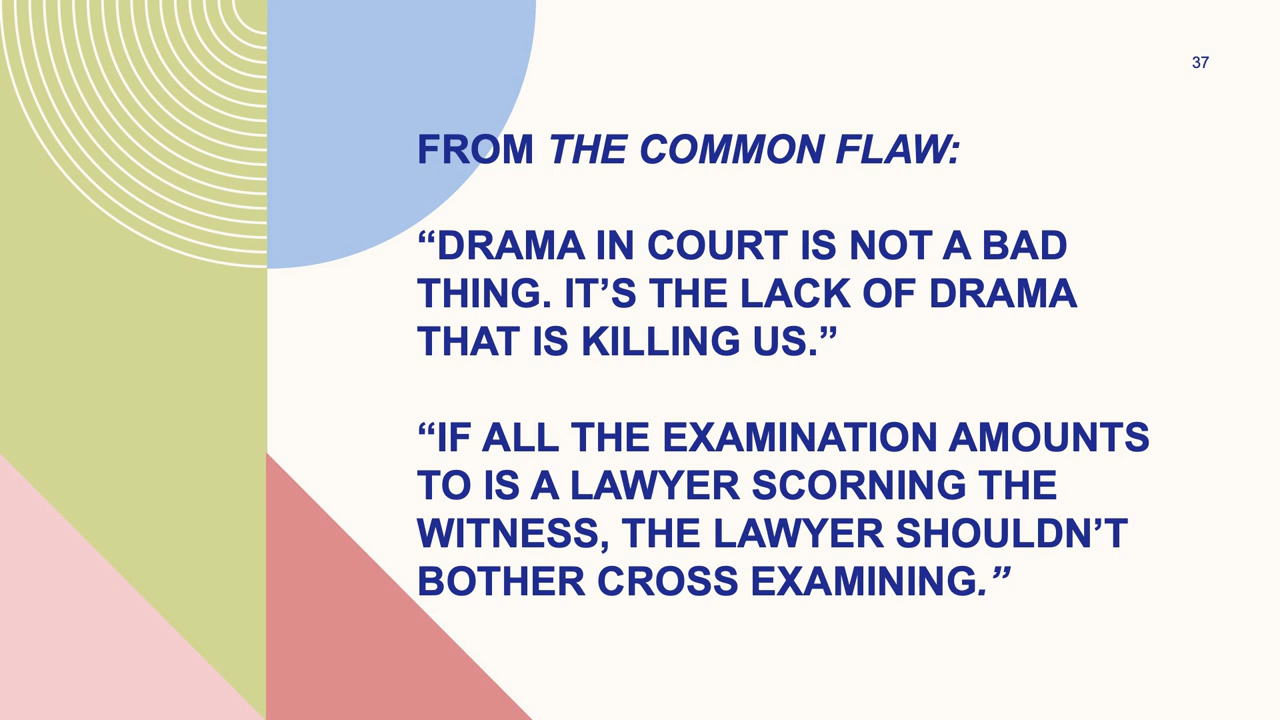 37
FROM THE COMMON FLAW:
“DRAMA IN COURT IS NOT A BAD
THING. IT’S THE LACK OF DRAMA
THAT IS KILLING US.”
“IF ALL THE EXAMINATION AMOUNTS
TO IS A LAWYER SCORNING THE
WITNESS, THE LAWYER SHOULDN’T
BOTHER CROSS EXAMINING.”